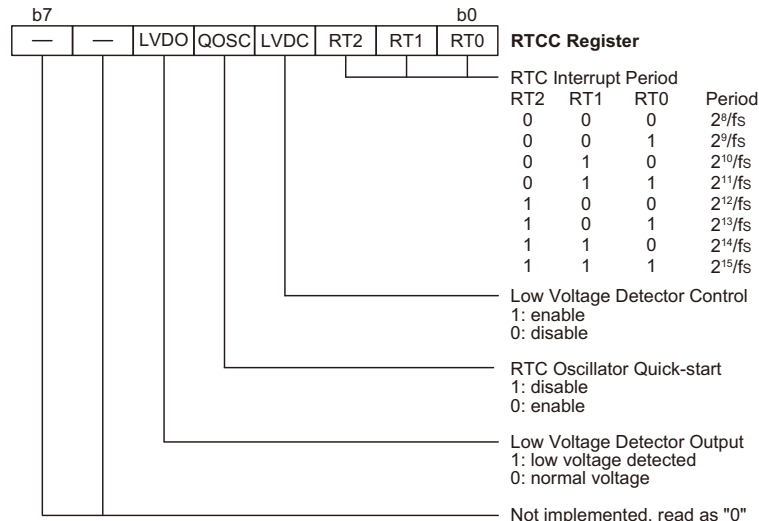 b7 b0
— — LVDO QOSC LVDC RT2 RT1 RT0 RTCC Register
RTC Interrupt Period
RT2 RT1 RT0 Period
0 0 0 2⁸/fs
0 0 1 2⁹/fs
0 1 0 2¹⁰/fs
0 1 1 2¹¹/fs
1 0 0 2¹²/fs
1 0 1 2¹³/fs
1 1 0 2¹⁴/fs
1 1 1 2¹⁵/fs
Low Voltage Detector Control
1: enable
0: disable
RTC Oscillator Quick-start
1: disable
0: enable
Low Voltage Detector Output
1: low voltage detected
0: normal voltage
Not implemented, read as "0"